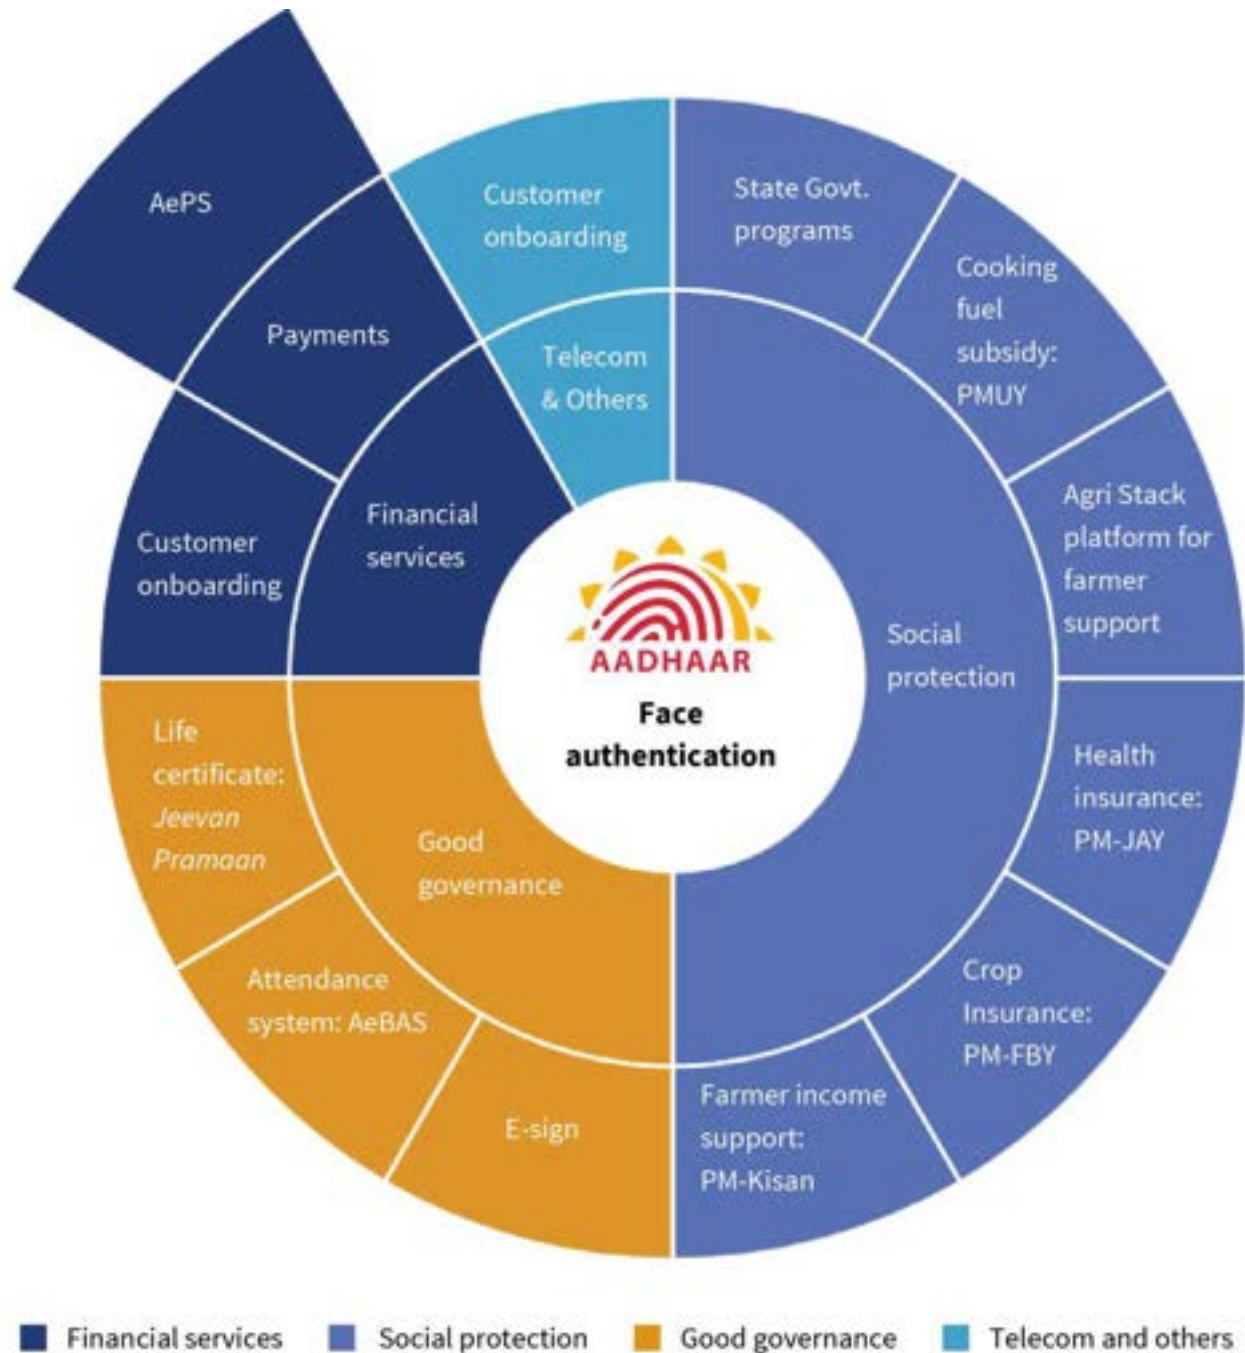 AePS
Payments
Customer
onboarding
Financial
services
Customer
onboarding
Telecom
& Others
State Govt.
programs
Cooking
fuel
subsidy:
PMUY
Agri Stack
platform for
farmer
support
Social
protection
Health
insurance:
PM-JAY
Crop
Insurance:
PM-FBY
Farmer income
support:
PM-Kisan
AADHAAR
Face
authentication
Good
governance
Life
certificate:
Jeevan
Pramaan
Attendance
system: AeBAS
E-sign
Financial services
Social protection
Good governance
Telecom and others